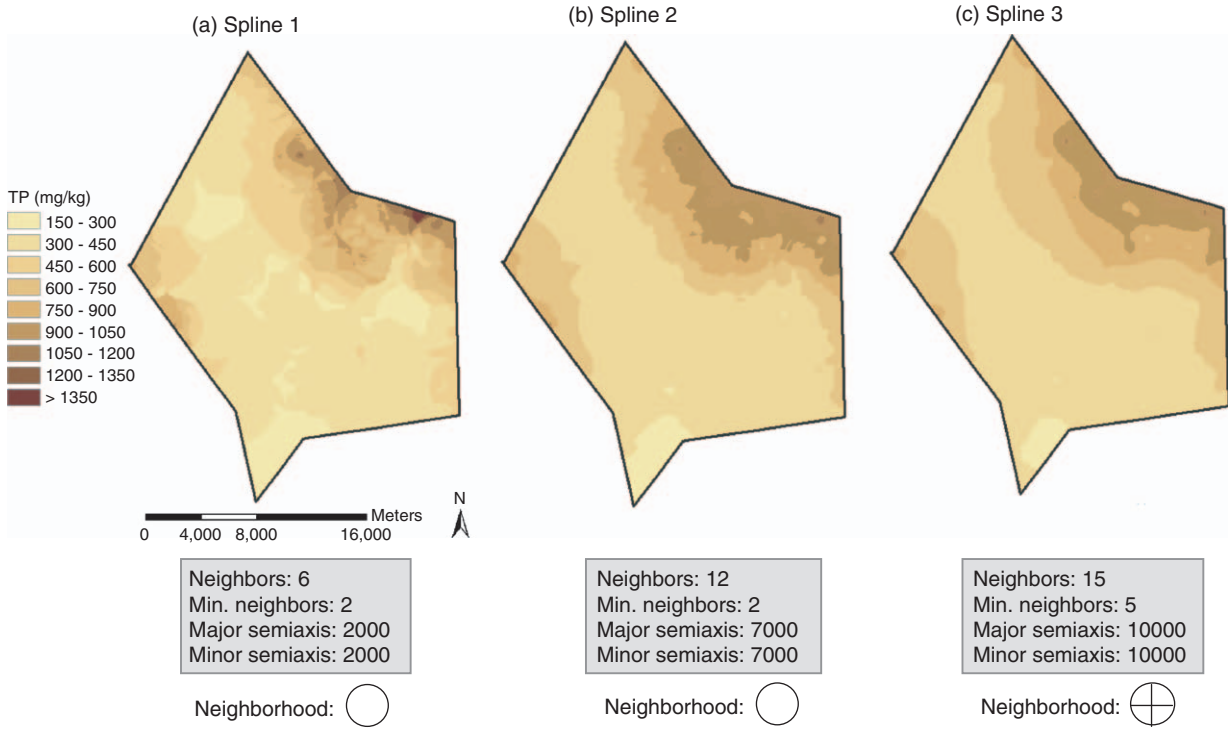 (a) Spline 1
(b) Spline 2
(c) Spline 3
TP (mg/kg)
150 - 300
300 - 450
450 - 600
600 - 750
750 - 900
900 - 1050
1050 - 1200
1200 - 1350
> 1350
N
Meters
0 4,000 8,000 16,000
Neighbors: 6
Min. neighbors: 2
Major semiaxis: 2000
Minor semiaxis: 2000
Neighborhood:
Neighbors: 12
Min. neighbors: 2
Major semiaxis: 7000
Minor semiaxis: 7000
Neighborhood:
Neighbors: 15
Min. neighbors: 5
Major semiaxis: 10000
Minor semiaxis: 10000
Neighborhood: